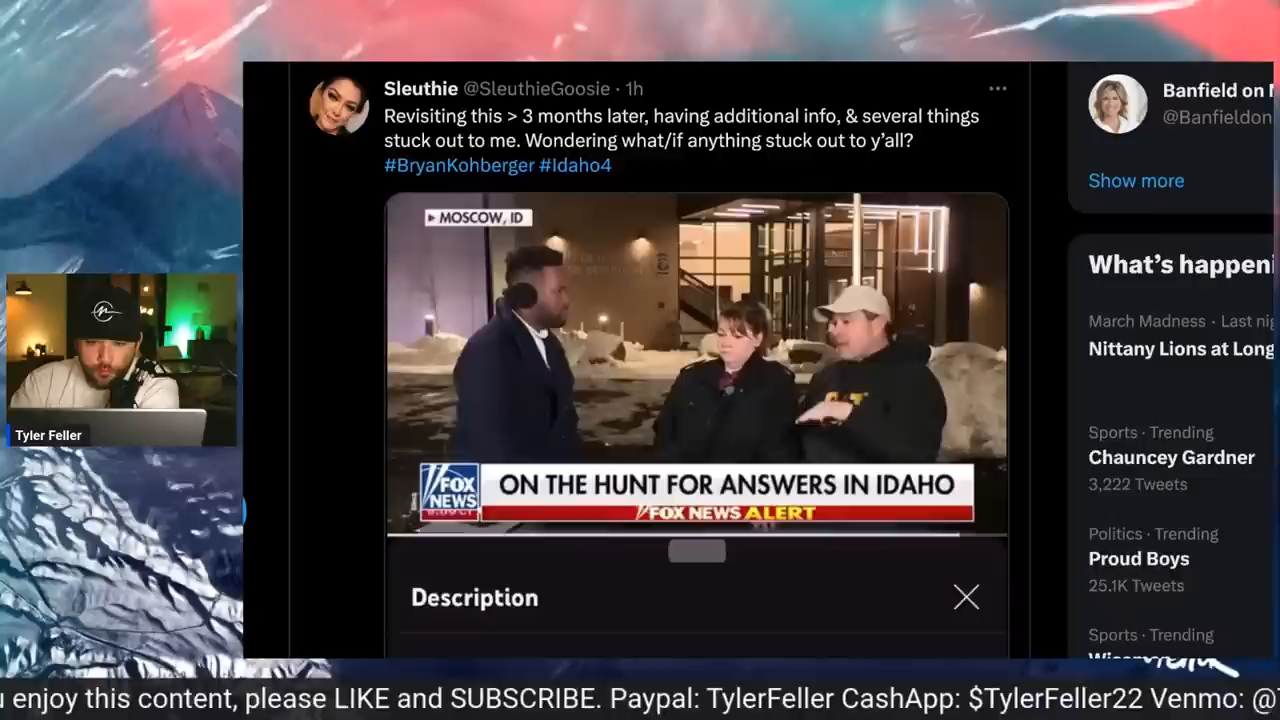 Sleuthie @SleuthieGoosie · 1h
Revisiting this > 3 months later, having additional info, & several things
stuck out to me. Wondering what/if anything stuck out to y'all?
#BryanKohberger #Idaho4
MOSCOW, ID
FOX
NEWS
ON THE HUNT FOR ANSWERS IN IDAHO
FOX NEWS ALERT
Description
Banfield on
@Banfieldon
Show more
What's happeni
March Madness · Last nig
Nittany Lions at Long
Sports · Trending
Chauncey Gardner
3,222 Tweets
Politics · Trending
Proud Boys
25.1K Tweets
Sports · Trending
Tyler Feller
u enjoy this content, please LIKE and SUBSCRIBE. Paypal: TylerFeller CashApp: $TylerFeller22 Venmo: @